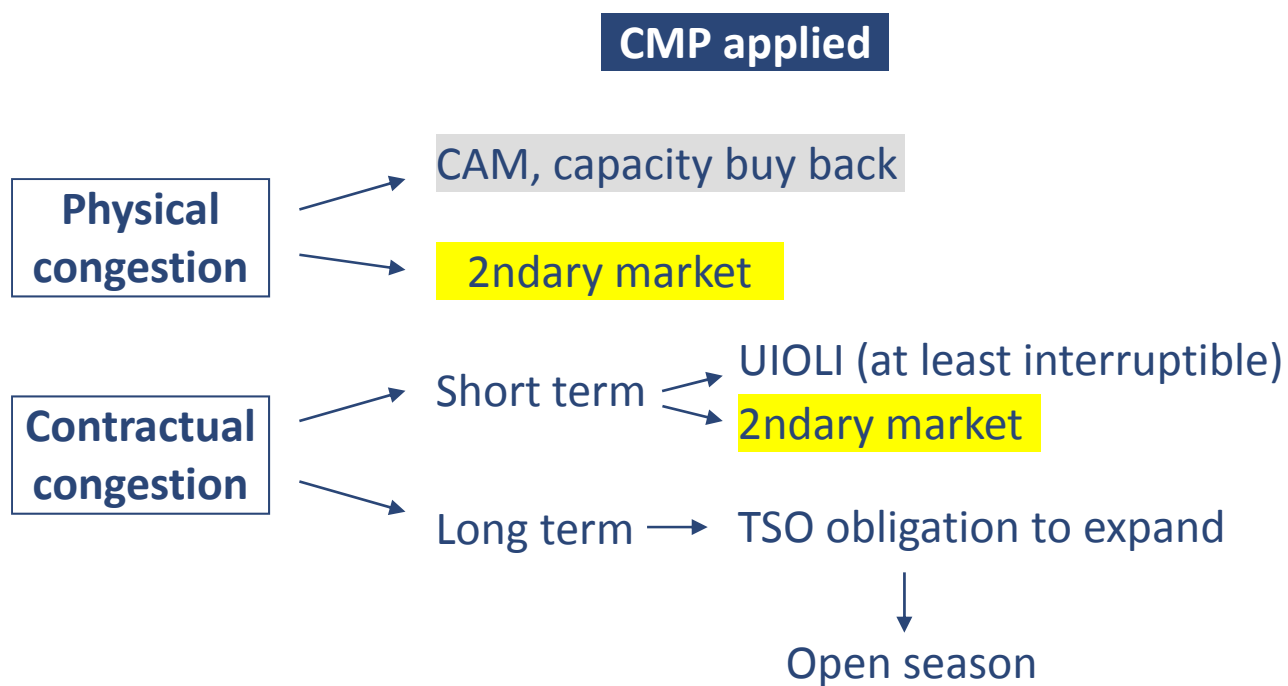 CMP applied
CAM, capacity buy back
Physical
congestion
2ndary market
UIOLI (at least interruptible)
Short term
2ndary market
Contractual
congestion
Long term
TSO obligation to expand
Open season